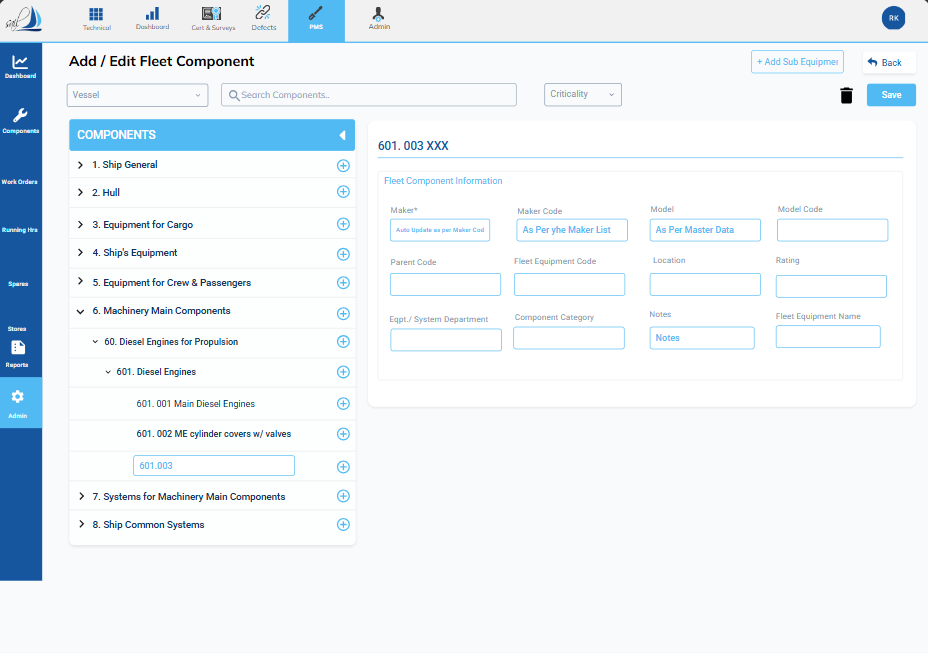 sail
Technical
Dashboard
Cert & Surveys
Defects
PMS
Admin
RK
Dashboard
Components
Work Orders
Running Hrs
Spares
Stores
Reports
Admin
Add / Edit Fleet Component
+ Add Sub Equipmen
Back
Vessel
Search Components..
Criticality
Save
COMPONENTS
1. Ship General
2. Hull
3. Equipment for Cargo
4. Ship's Equipment
5. Equipment for Crew & Passengers
6. Machinery Main Components
60. Diesel Engines for Propulsion
601. Diesel Engines
601. 001 Main Diesel Engines
601. 002 ME cylinder covers w/ valves
601.003
7. Systems for Machinery Main Components
8. Ship Common Systems
601. 003 XXX
Fleet Component Information
Maker*
Maker Code
Model
Model Code
Auto Update as per Maker Cod
As Per yhe Maker List
As Per Master Data
Parent Code
Fleet Equipment Code
Location
Rating
Eqpt./ System Department
Component Category
Notes
Fleet Equipment Name
Notes